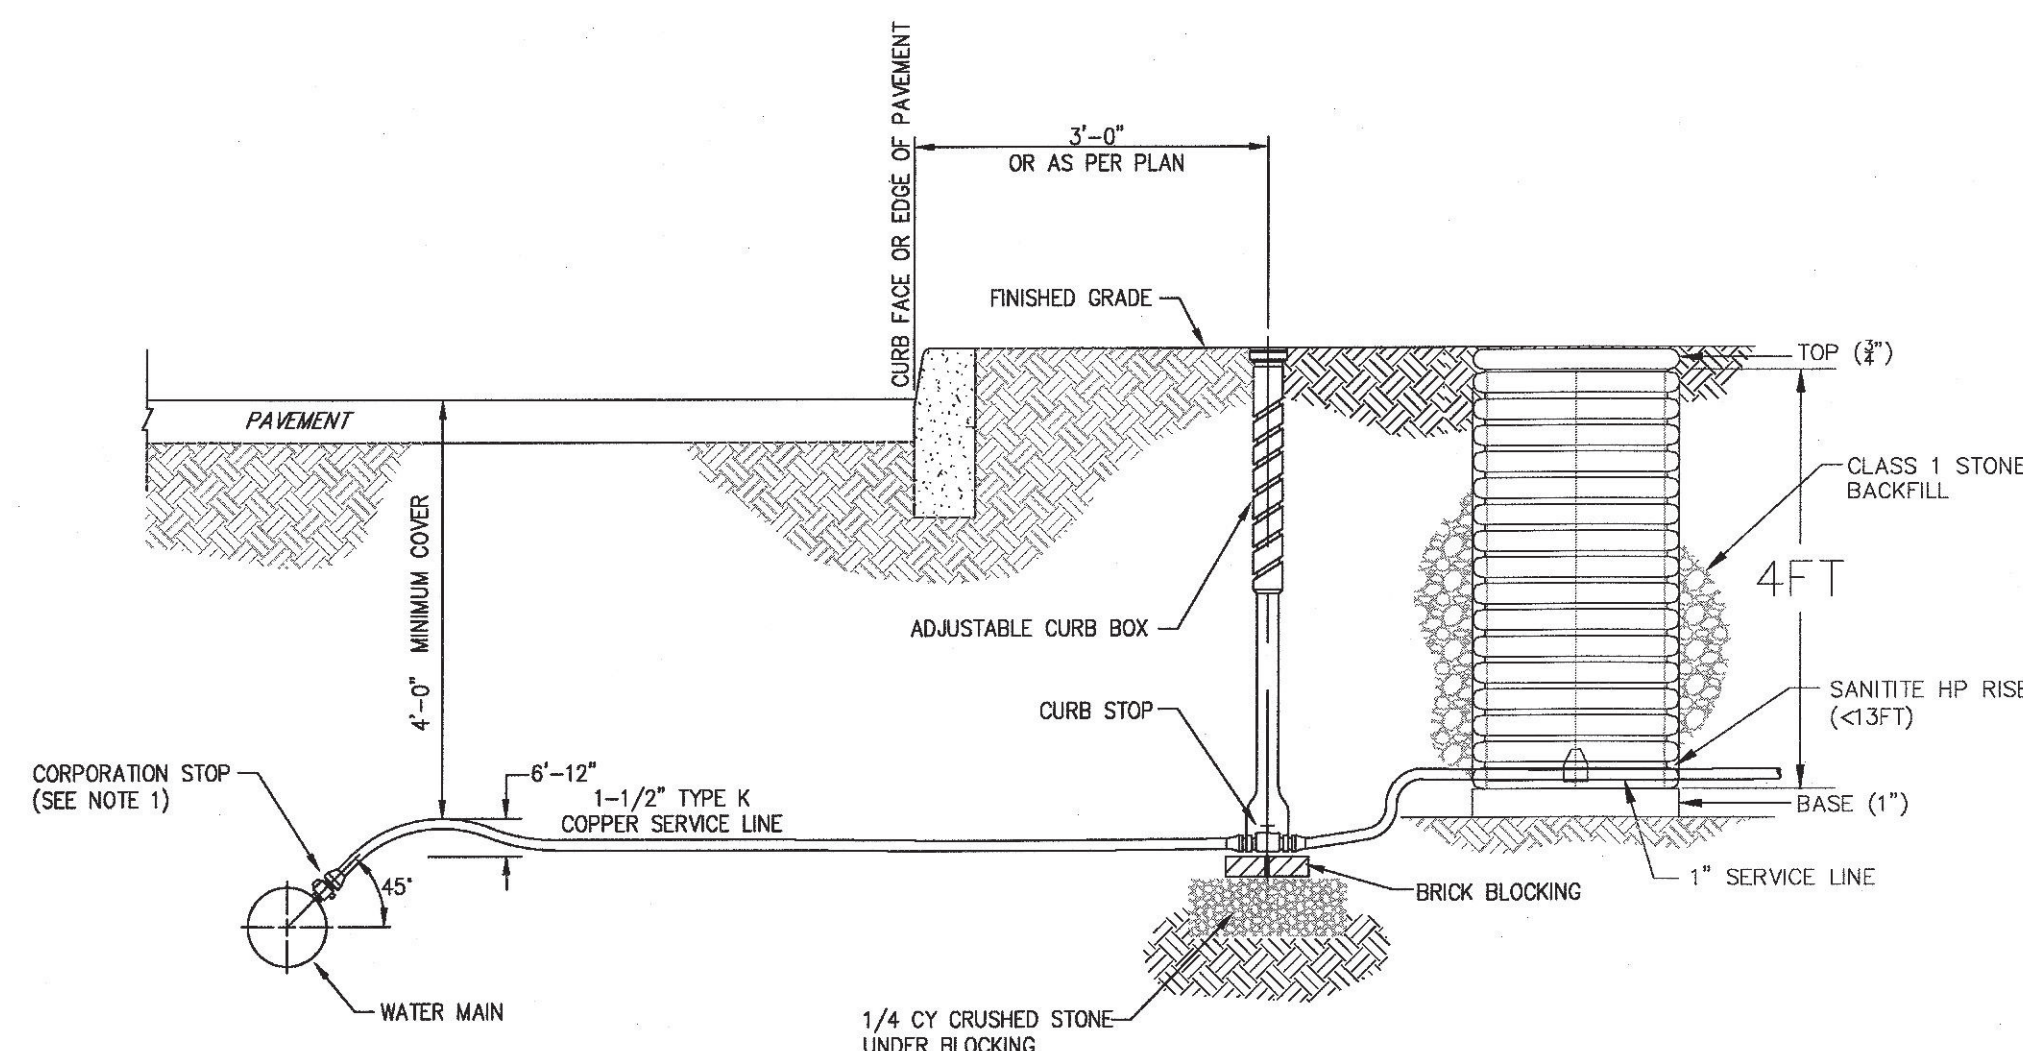 CURB FACE OR EDGE OF PAVEMENT
3'-0"
OR AS PER PLAN
FINISHED GRADE
TOP (3/4")
PAVEMENT
CLASS 1 STONE
BACKFILL
4'-0" MINIMUM COVER
4FT
ADJUSTABLE CURB BOX
SANITITE HP RISE
(<13FT)
CURB STOP
CORPORATION STOP
(SEE NOTE 1)
6'-12"
1-1/2" TYPE K
COPPER SERVICE LINE
BASE (1")
45°
1" SERVICE LINE
BRICK BLOCKING
WATER MAIN
1/4 CY CRUSHED STONE
UNDER BLOCKING